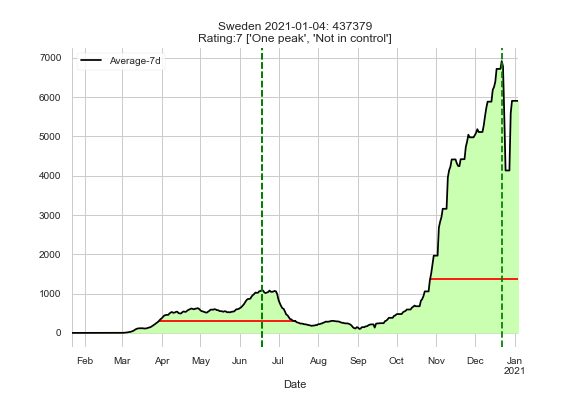 Sweden 2021-01-04: 437379
Rating:7 ['One peak', 'Not in control']
Average-7d
7000
6000
5000
4000
3000
2000
1000
0
Feb Mar Apr May Jun Jul Aug Sep Oct Nov Dec Jan
2021
Date